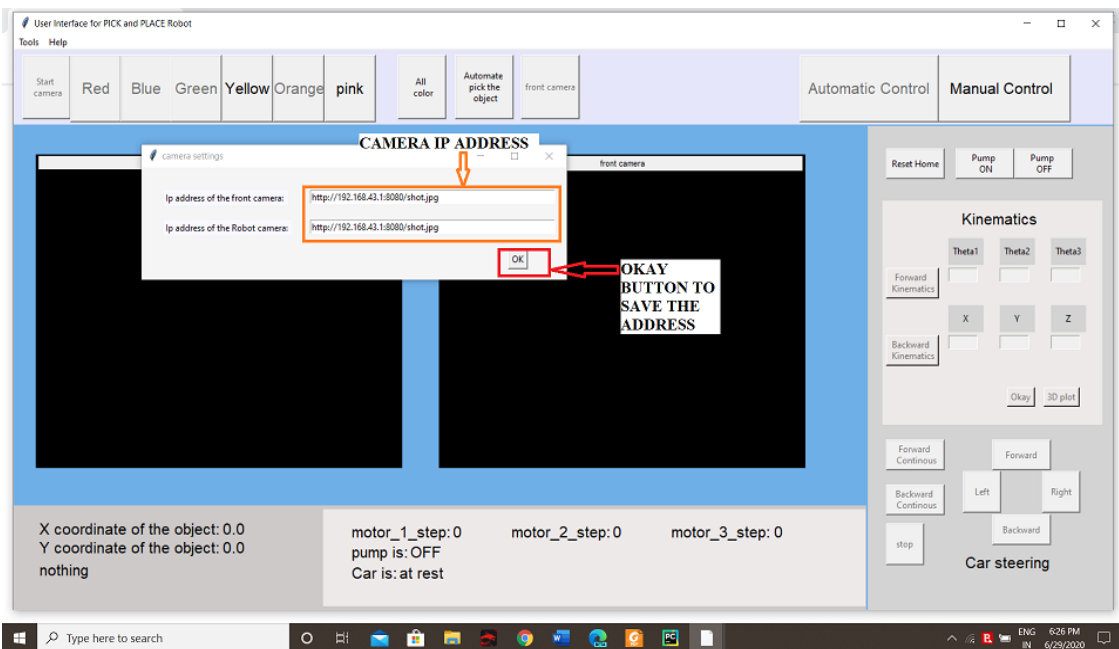 User Interface for PICK and PLACE Robot
Tools Help
Start
camera
Red
Blue
Green
Yellow
Orange
pink
All
color
Automate
pick the
object
front camera
Automatic Control
Manual Control
CAMERA IP ADDRESS
camera settings
front camera
Ip address of the front camera:
http://192.168.43.1:8080/shot.jpg
Ip address of the Robot camera:
http://192.168.43.1:8080/shot.jpg
OK
OKAY
BUTTON TO
SAVE THE
ADDRESS
Reset Home
Pump
ON
Pump
OFF
Kinematics
Theta1
Theta2
Theta3
Forward
Kinematics
X
Y
Z
Backward
Kinematics
Okay
3D plot
Forward
Continous
Forward
Backward
Continous
Left
Right
stop
Backward
Car steering
X coordinate of the object: 0.0
Y coordinate of the object: 0.0
nothing
motor_1_step: 0
motor_2_step: 0
motor_3_step: 0
pump is: OFF
Car is: at rest
Type here to search
ENG
IN
6:26 PM
6/29/2020